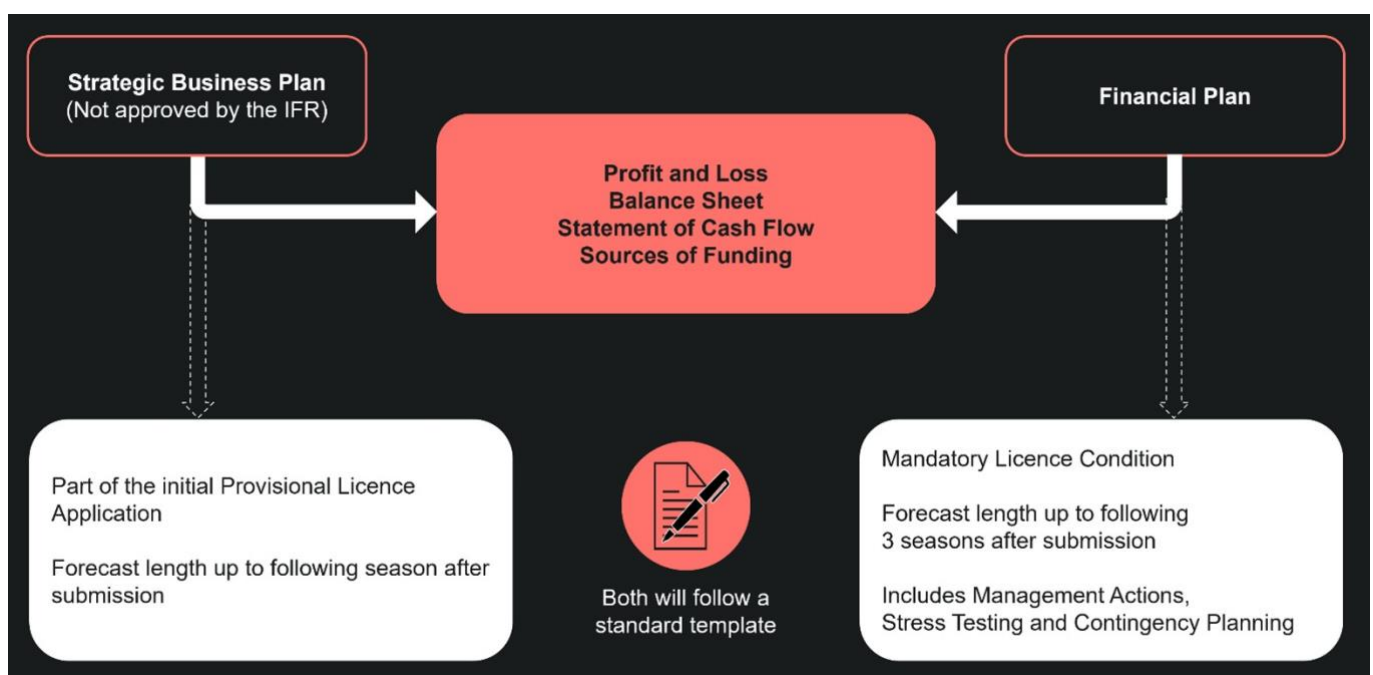 Strategic Business Plan
(Not approved by the IFR)
Financial Plan
Profit and Loss
Balance Sheet
Statement of Cash Flow
Sources of Funding
Part of the initial Provisional Licence
Application
Forecast length up to following season after
submission
Both will follow a
standard template
Mandatory Licence Condition
Forecast length up to following
3 seasons after submission
Includes Management Actions,
Stress Testing and Contingency Planning